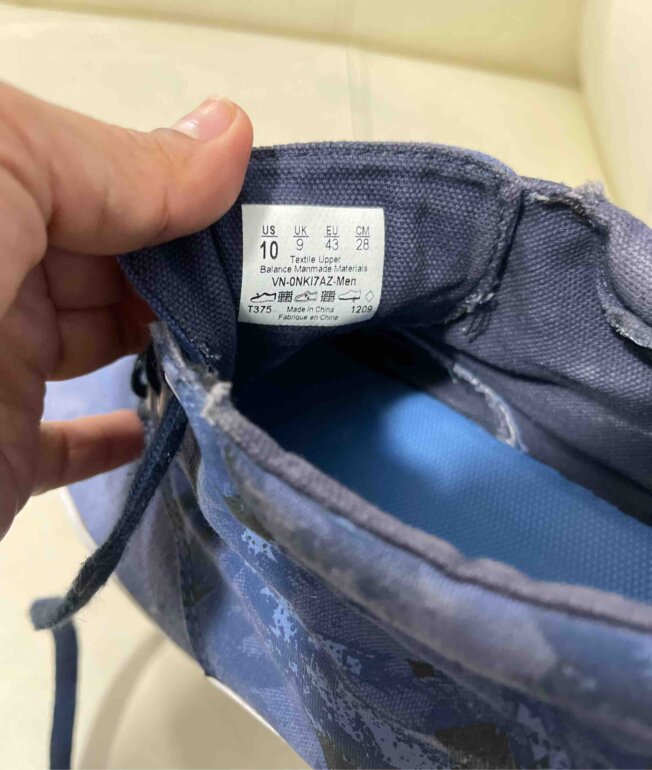 US UK EU CM
10 9 43 28
Textile Upper
Balance Manmade Materials
VN-0NKI7AZ-Men
T375 Made in China 1209
Fabriqué en Chine